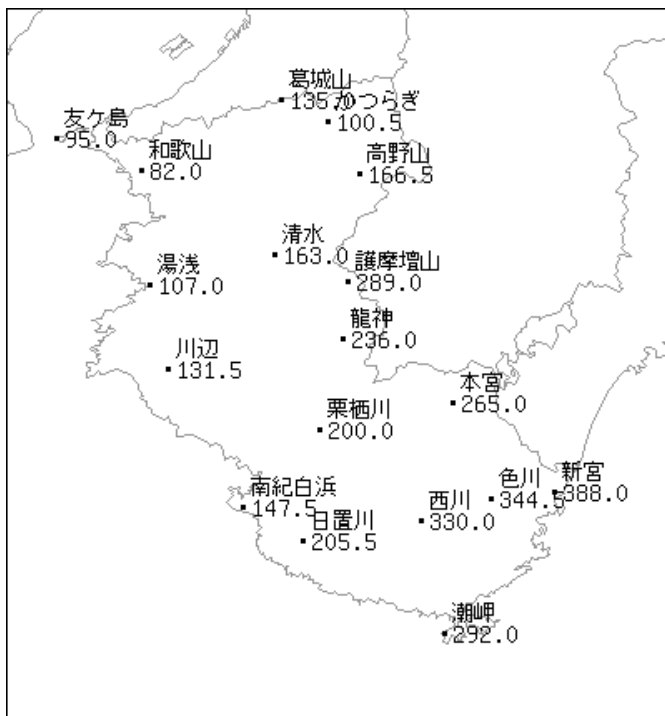 葛城山
135.0
かつらぎ
100.5
友ケ島
95.0
和歌山
82.0
高野山
166.5
清水
163.0
護摩壇山
289.0
湯浅
107.0
龍神
236.0
川辺
131.5
本宮
265.0
栗栖川
200.0
新宮
388.0
色川
344.5
南紀白浜
147.5
西川
330.0
日置川
205.5
潮岬
292.0